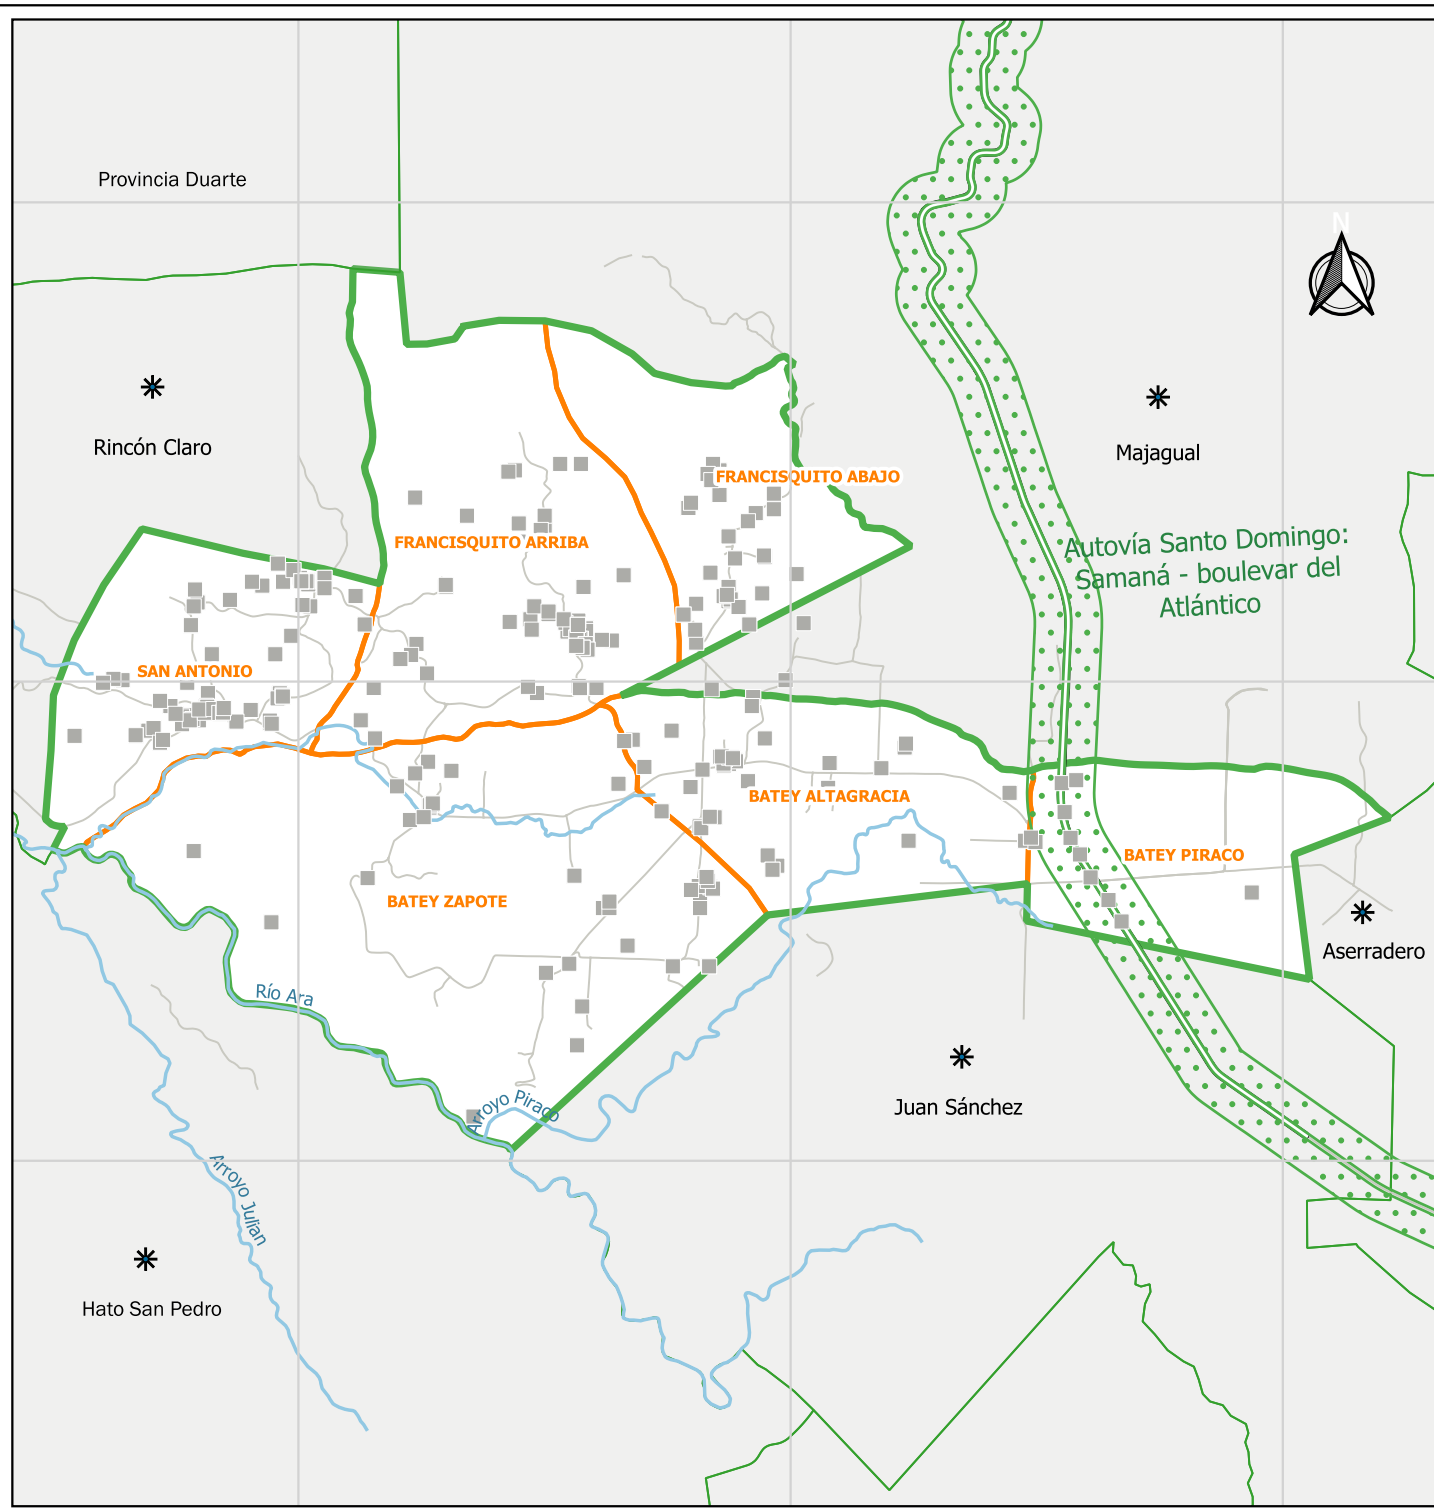 Provincia Duarte
N
Rincón Claro
Majagual
FRANCISQUITO ABAJO
FRANCISQUITO ARRIBA
Autovía Santo Domingo:
Samaná - boulevar del
Atlántico
SAN ANTONIO
BATEY ALTAGRACIA
BATEY PIRACO
BATEY ZAPOTE
Aserradero
Río Ara
Arroyo Piraco
Juan Sánchez
Arroyo Julian
Hato San Pedro